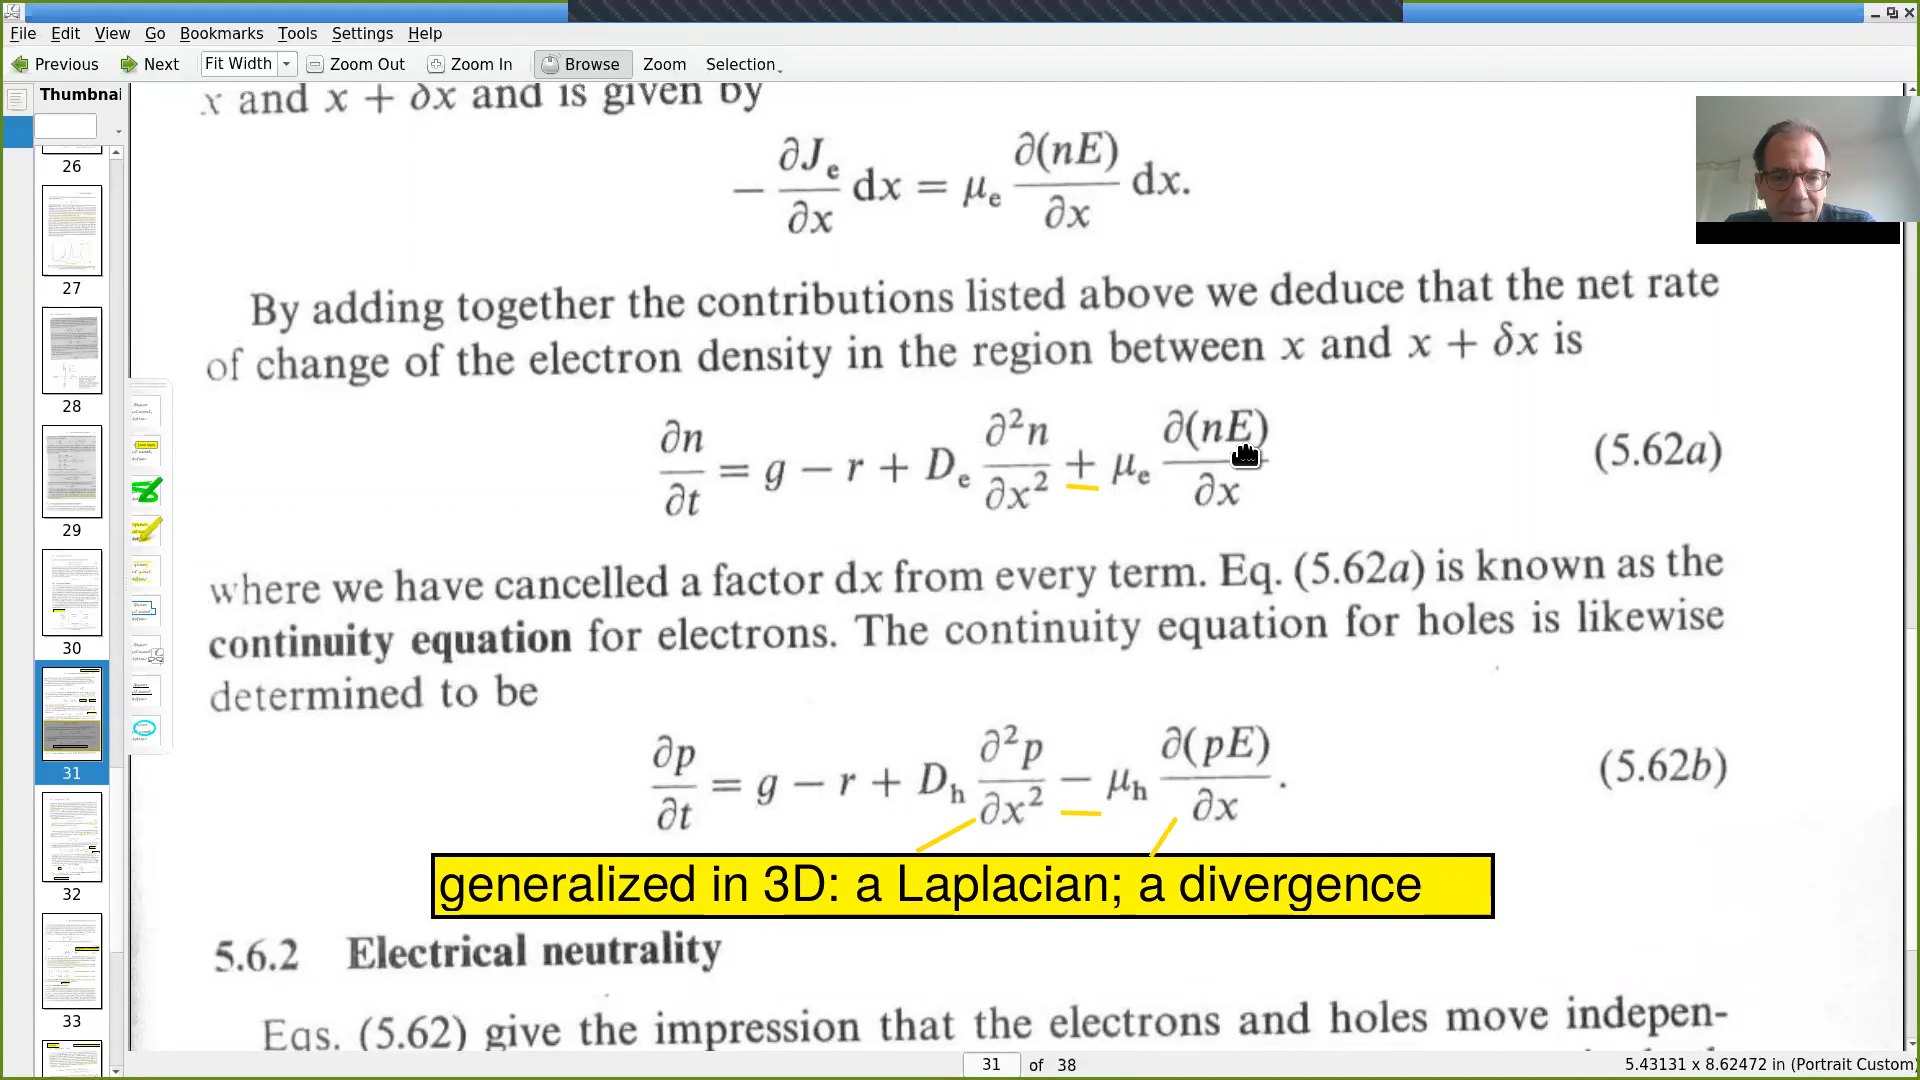 File Edit View Go Bookmarks Tools Settings Help
Previous Next Fit Width Zoom Out Zoom In Browse Zoom Selection
Thumbnai
x and x + δx and is given by
− ∂Jₑ/∂x dx = μₑ ∂(nE)/∂x dx.
By adding together the contributions listed above we deduce that the net rate
of change of the electron density in the region between x and x + δx is
∂n/∂t = g − r + Dₑ ∂²n/∂x² + μₑ ∂(nE)/∂x (5.62a)
where we have cancelled a factor dx from every term. Eq. (5.62a) is known as the
continuity equation for electrons. The continuity equation for holes is likewise
determined to be
∂p/∂t = g − r + Dₕ ∂²p/∂x² − μₕ ∂(pE)/∂x. (5.62b)
generalized in 3D: a Laplacian; a divergence
5.6.2 Electrical neutrality
Eqs. (5.62) give the impression that the electrons and holes move indepen-
26
27
28
29
30
31
32
33
31 of 38
5.43131 x 8.62472 in (Portrait Custom)